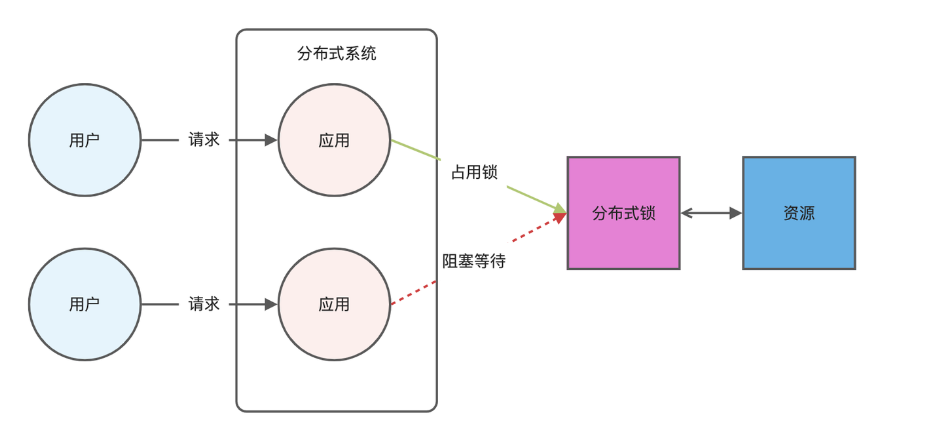 分布式系统
用户
请求
应用
占用锁
分布式锁
资源
阻塞等待
用户
请求
应用